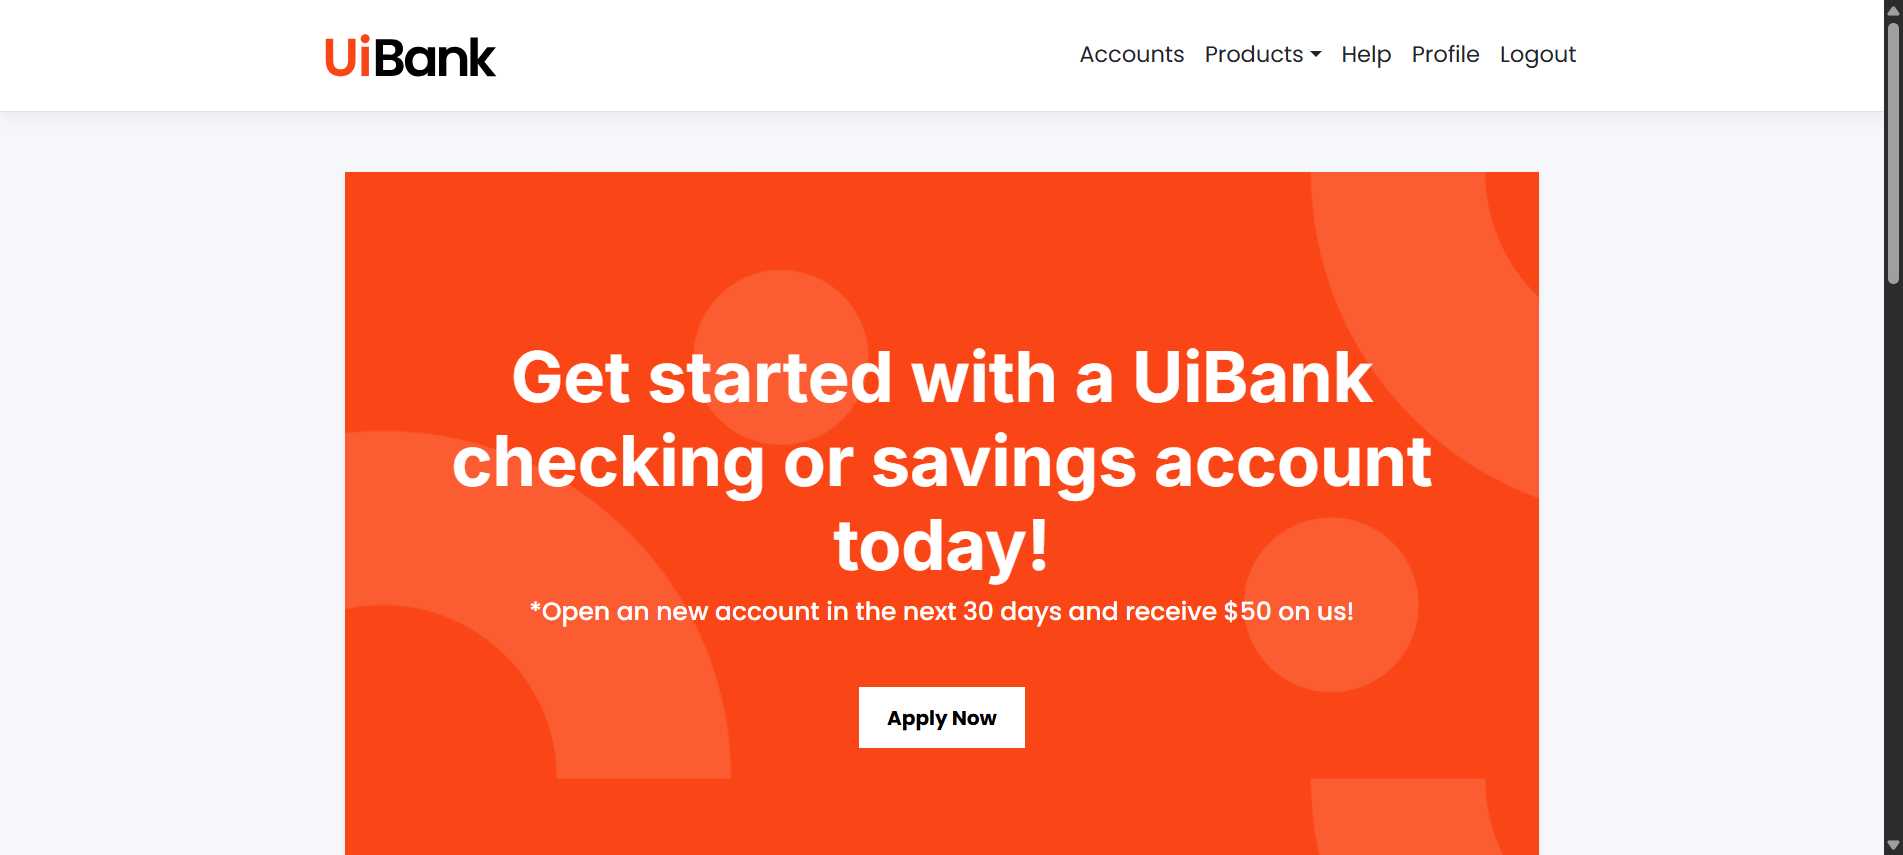 UiBank
Accounts Products Help Profile Logout
Get started with a UiBank
checking or savings account
today!
*Open an new account in the next 30 days and receive $50 on us!
Apply Now